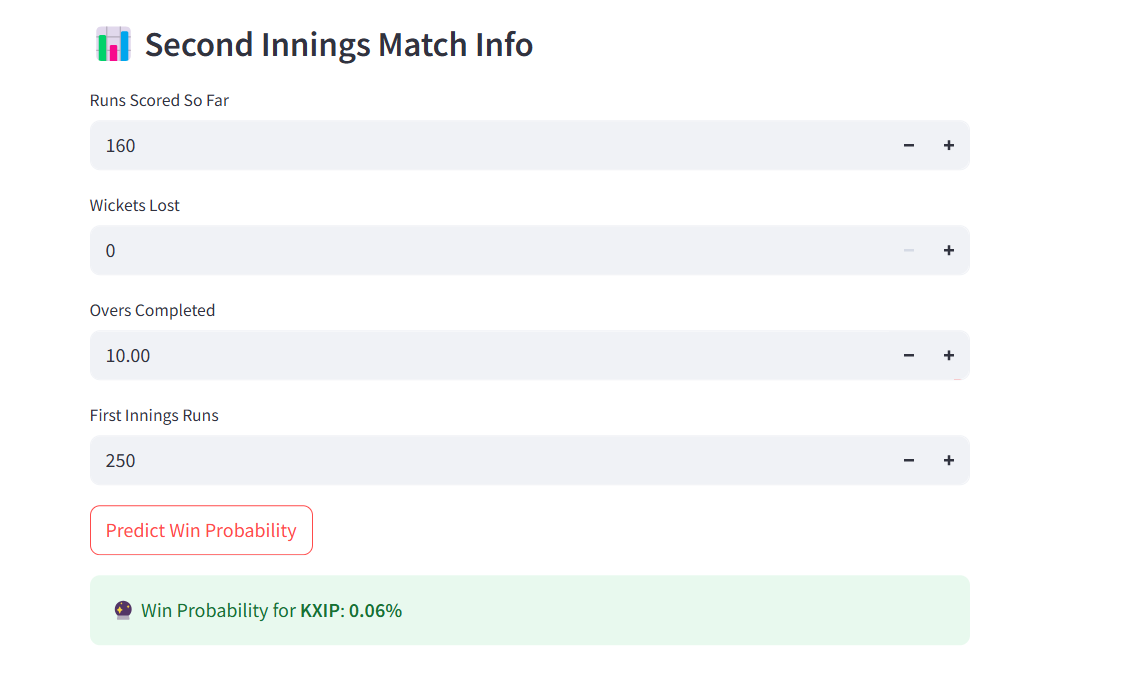 Second Innings Match Info
Runs Scored So Far
160
Wickets Lost
0
Overs Completed
10.00
First Innings Runs
250
Predict Win Probability
Win Probability for KXIP: 0.06%